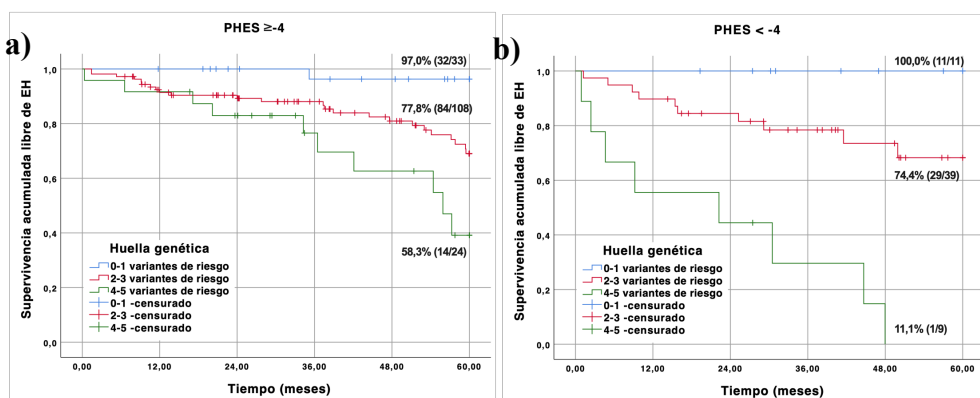 a)
PHES ≥-4
Supervivencia acumulada libre de EH
1,0
0,8
0,6
0,4
0,2
0,0
97,0% (32/33)
77,8% (84/108)
58,3% (14/24)
Huella genética
0-1 variantes de riesgo
2-3 variantes de riesgo
4-5 variantes de riesgo
0-1 -censurado
2-3 -censurado
4-5 -censurado
,00 12,00 24,00 36,00 48,00 60,00
Tiempo (meses)
b)
PHES < -4
Supervivencia acumulada libre de EH
1,0
0,8
0,6
0,4
0,2
0,0
100,0% (11/11)
74,4% (29/39)
11,1% (1/9)
Huella genética
0-1 variantes de riesgo
2-3 variantes de riesgo
4-5 variantes de riesgo
0-1 -censurado
2-3 -censurado
4-5 -censurado
,00 12,00 24,00 36,00 48,00 60,00
Tiempo (meses)